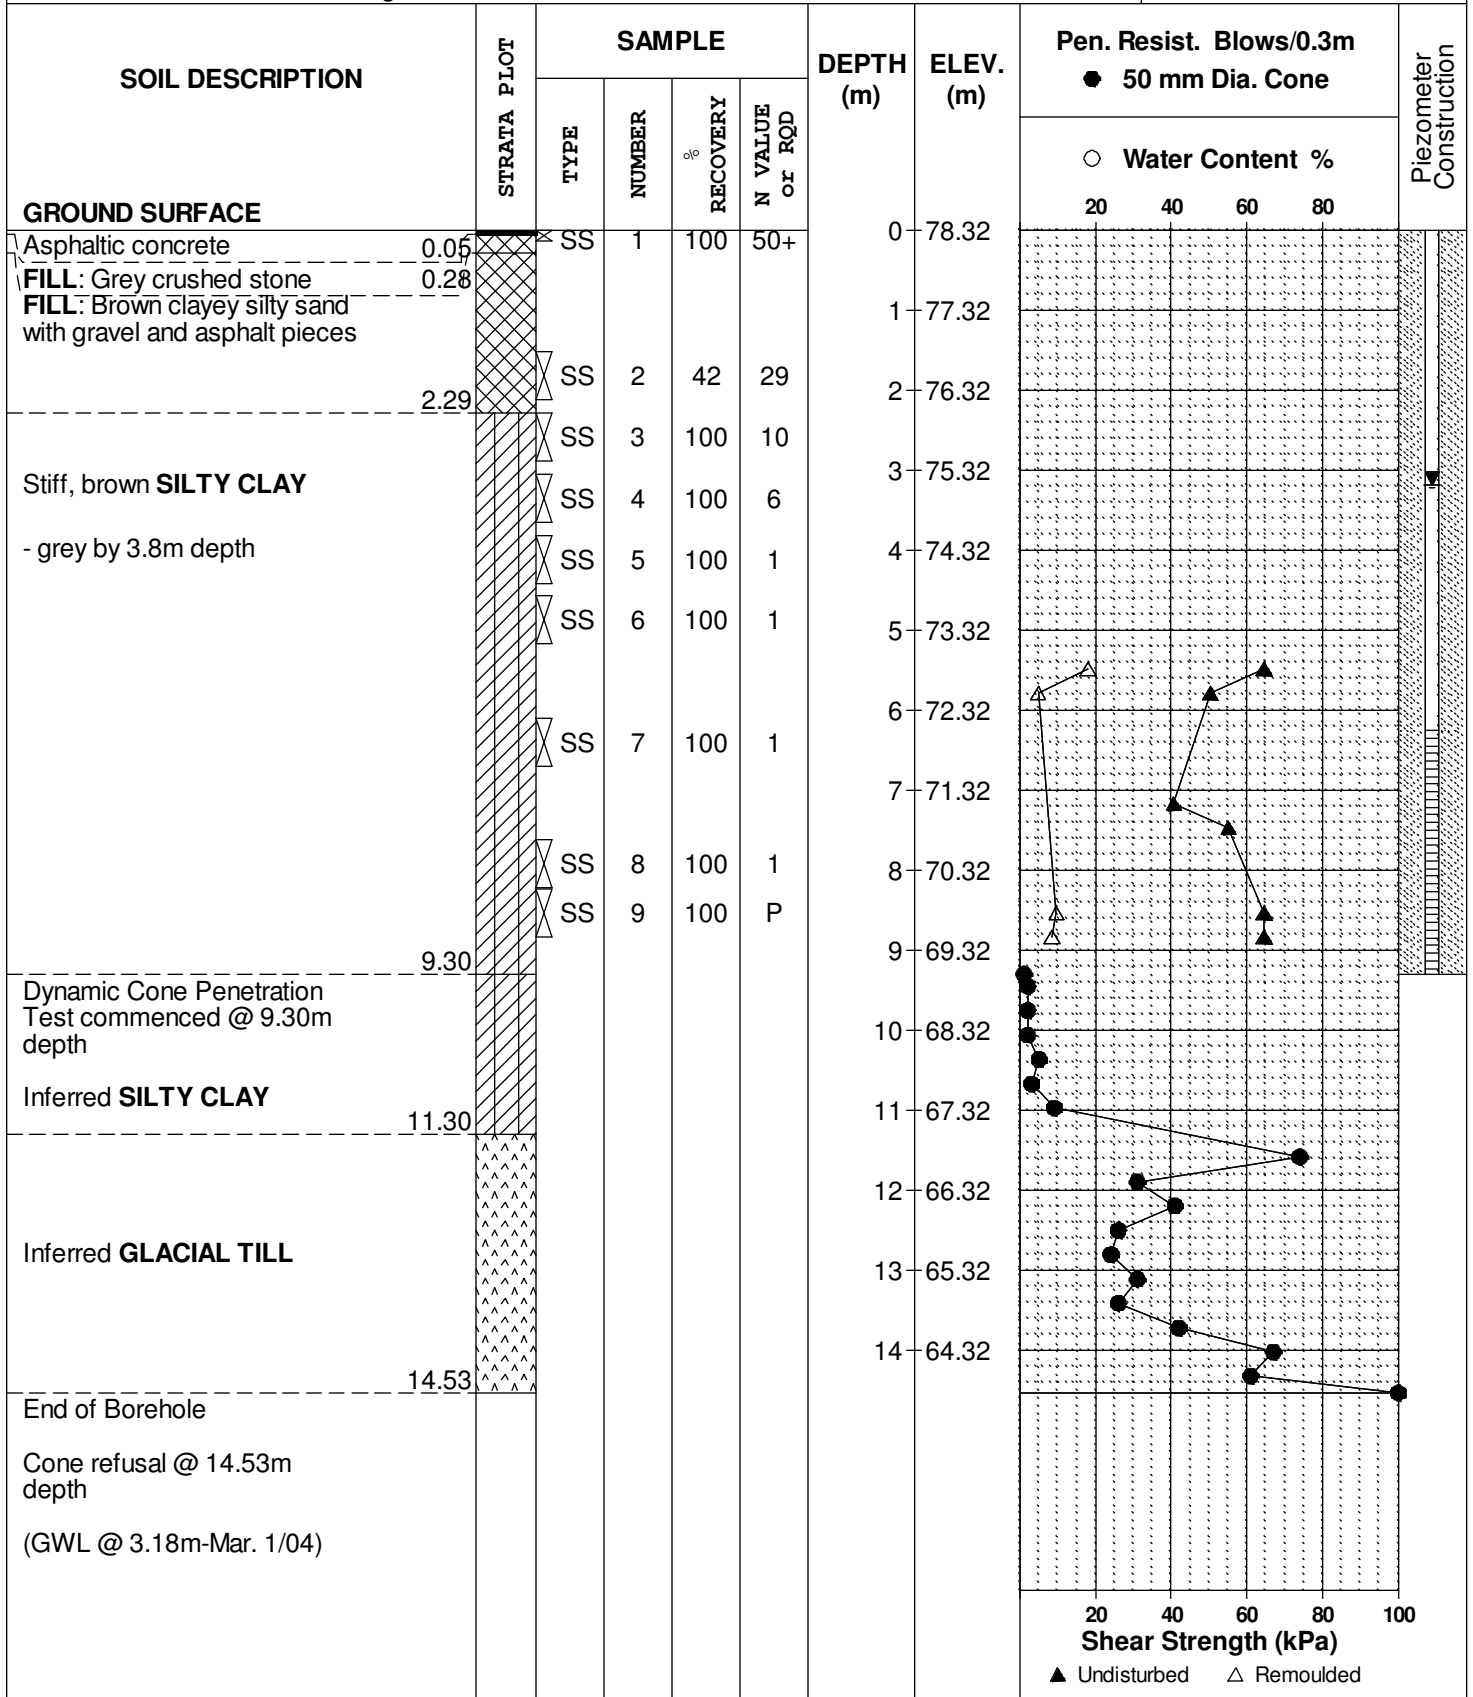 SOIL DESCRIPTION
GROUND SURFACE
STRATA PLOT
SAMPLE
TYPE
NUMBER
% RECOVERY
N VALUE or RQD
DEPTH (m)
ELEV. (m)
Pen. Resist. Blows/0.3m
● 50 mm Dia. Cone
○ Water Content %
20 40 60 80
Piezometer Construction
Asphaltic concrete 0.05
FILL: Grey crushed stone 0.28
FILL: Brown clayey silty sand
with gravel and asphalt pieces
2.29
Stiff, brown SILTY CLAY
- grey by 3.8m depth
9.30
Dynamic Cone Penetration
Test commenced @ 9.30m
depth
Inferred SILTY CLAY
11.30
Inferred GLACIAL TILL
14.53
End of Borehole
Cone refusal @ 14.53m
depth
(GWL @ 3.18m-Mar. 1/04)
SS 1 100 50+
SS 2 42 29
SS 3 100 10
SS 4 100 6
SS 5 100 1
SS 6 100 1
SS 7 100 1
SS 8 100 1
SS 9 100 P
0 78.32
1 77.32
2 76.32
3 75.32
4 74.32
5 73.32
6 72.32
7 71.32
8 70.32
9 69.32
10 68.32
11 67.32
12 66.32
13 65.32
14 64.32
20 40 60 80 100
Shear Strength (kPa)
▲ Undisturbed △ Remoulded